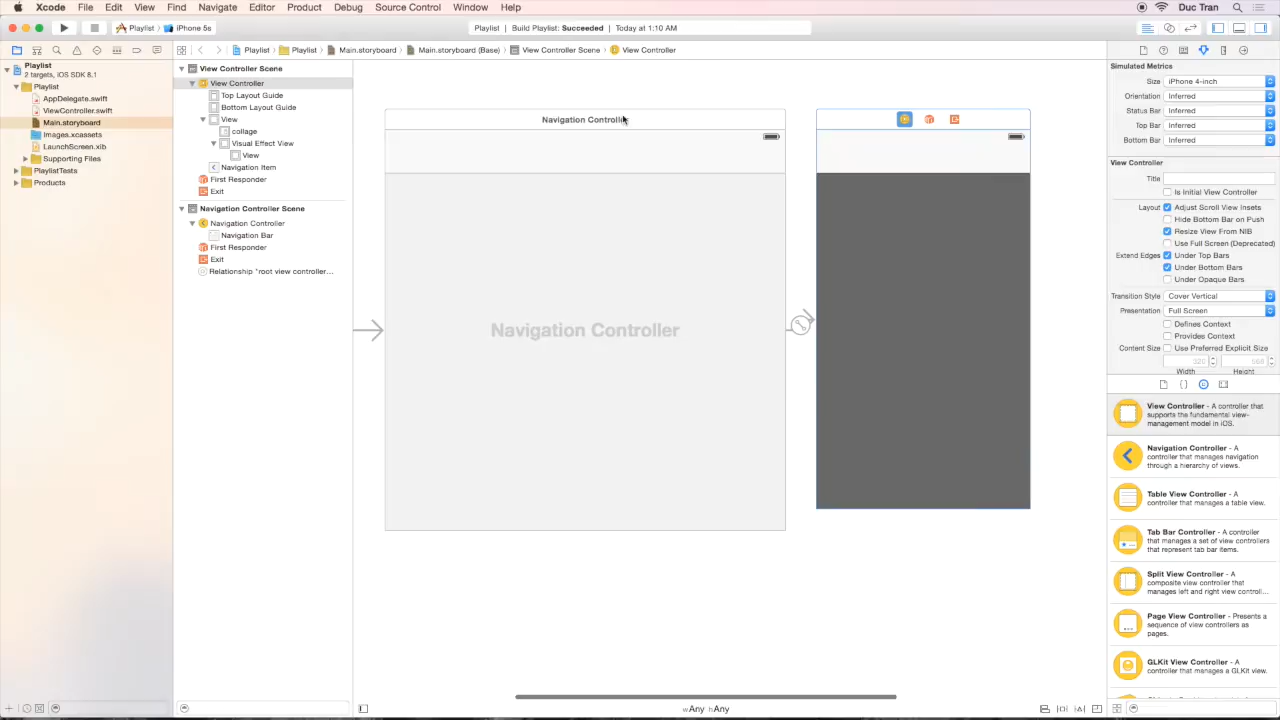 Xcode File Edit View Find Navigate Editor Product Debug Source Control Window Help Duc Tran
Playlist iPhone 5s Playlist Build Playlist: Succeeded Today at 1:10 AM
Playlist Playlist Main.storyboard Main.storyboard (Base) View Controller Scene View Controller
Playlist
2 targets, iOS SDK 8.1
Playlist
AppDelegate.swift
ViewController.swift
Main.storyboard
Images.xcassets
LaunchScreen.xib
Supporting Files
PlaylistTests
Products
View Controller Scene
View Controller
Top Layout Guide
Bottom Layout Guide
View
collage
Visual Effect View
View
Navigation Item
First Responder
Exit
Navigation Controller Scene
Navigation Controller
Navigation Bar
First Responder
Exit
Relationship "root view controller...
Navigation Controller
Navigation Controller
wAny hAny
Simulated Metrics
Size iPhone 4-inch
Orientation Inferred
Status Bar Inferred
Top Bar Inferred
Bottom Bar Inferred
View Controller
Title
Is Initial View Controller
Layout Adjust Scroll View Insets
Hide Bottom Bar on Push
Resize View From NIB
Use Full Screen (Deprecated)
Extend Edges Under Top Bars
Under Bottom Bars
Under Opaque Bars
Transition Style Cover Vertical
Presentation Full Screen
Defines Context
Provides Context
Content Size Use Preferred Explicit Size
320 568
Width Height
View Controller - A controller that
supports the fundamental view-
management model in iOS.
Navigation Controller - A
controller that manages navigation
through a hierarchy of views.
Table View Controller - A
controller that manages a table view.
Tab Bar Controller - A controller
that manages a set of view controllers
that represent tab bar items.
Split View Controller - A
composite view controller that
manages left and right view controll...
Page View Controller - Presents a
sequence of view controllers as
pages.
GLKit View Controller - A
controller that manages a GLKit view.